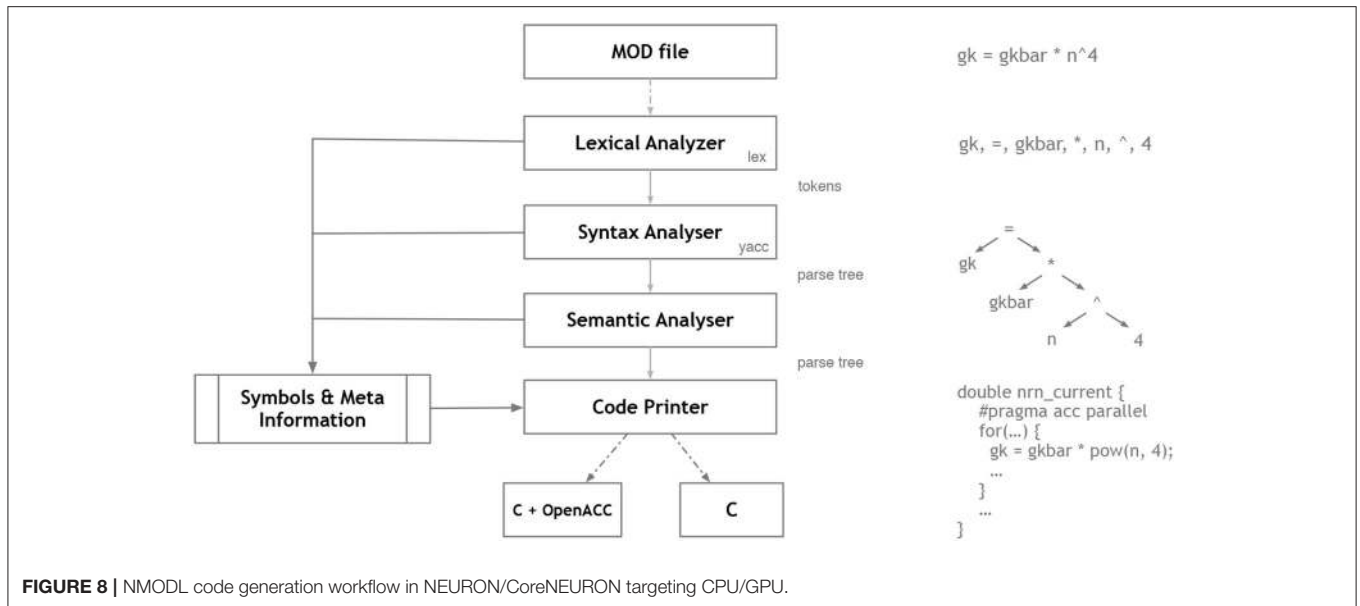 MOD file
gk = gkbar * n^4
Lexical Analyzer
lex
gk, =, gkbar, *, n, ^, 4
tokens
Syntax Analyser
yacc
=
gk
*
parse tree
gkbar
^
Semantic Analyser
n
4
parse tree
Symbols & Meta
Information
Code Printer
double nrn_current {
#pragma acc parallel
for(...) {
gk = gkbar * pow(n, 4);
...
}
...
}
C + OpenACC
C
FIGURE 8 | NMODL code generation workflow in NEURON/CoreNEURON targeting CPU/GPU.